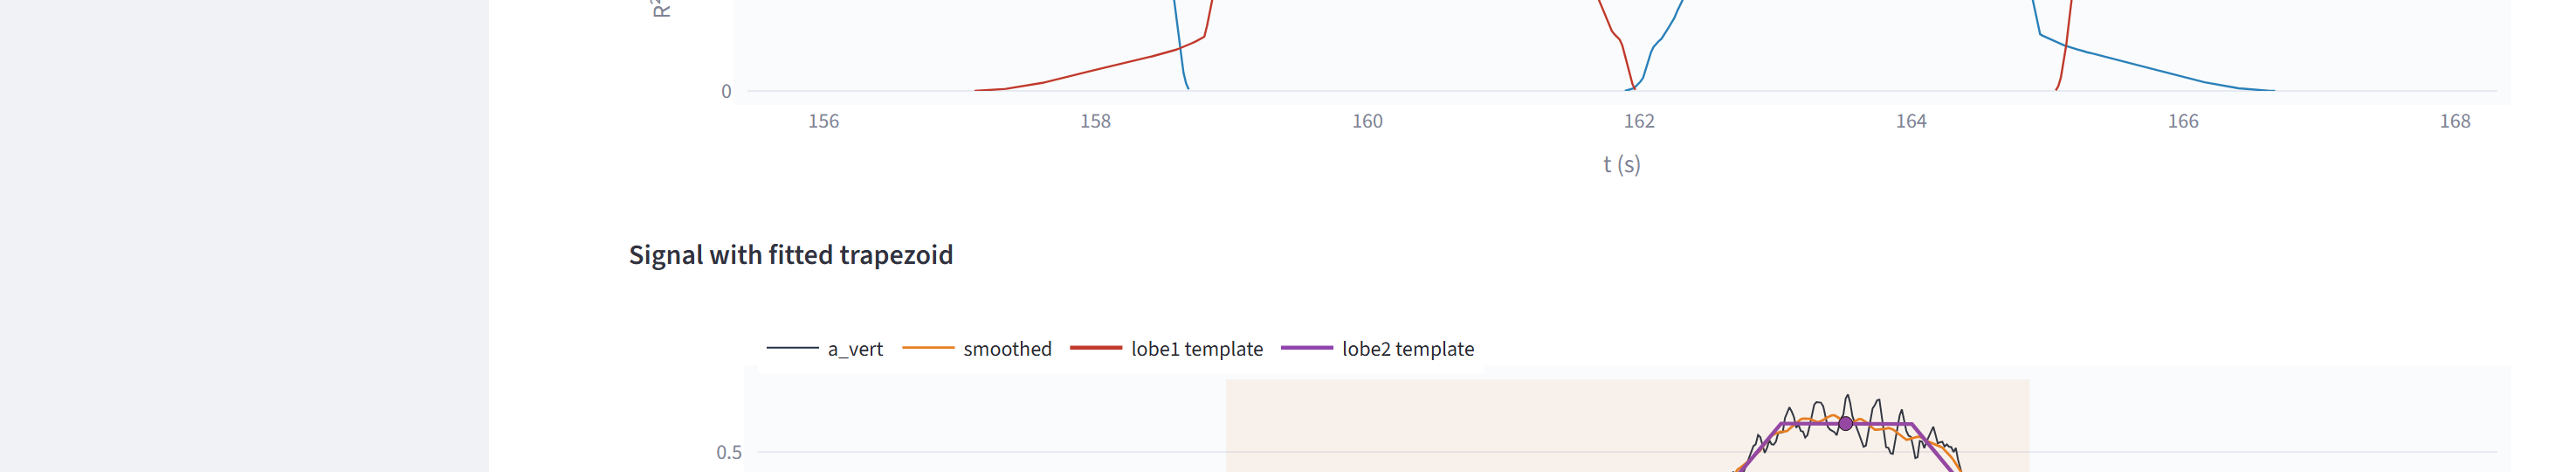 R²
0
156 158 160 162 164 166 168
t (s)
Signal with fitted trapezoid
a_vert smoothed lobe1 template lobe2 template
0.5